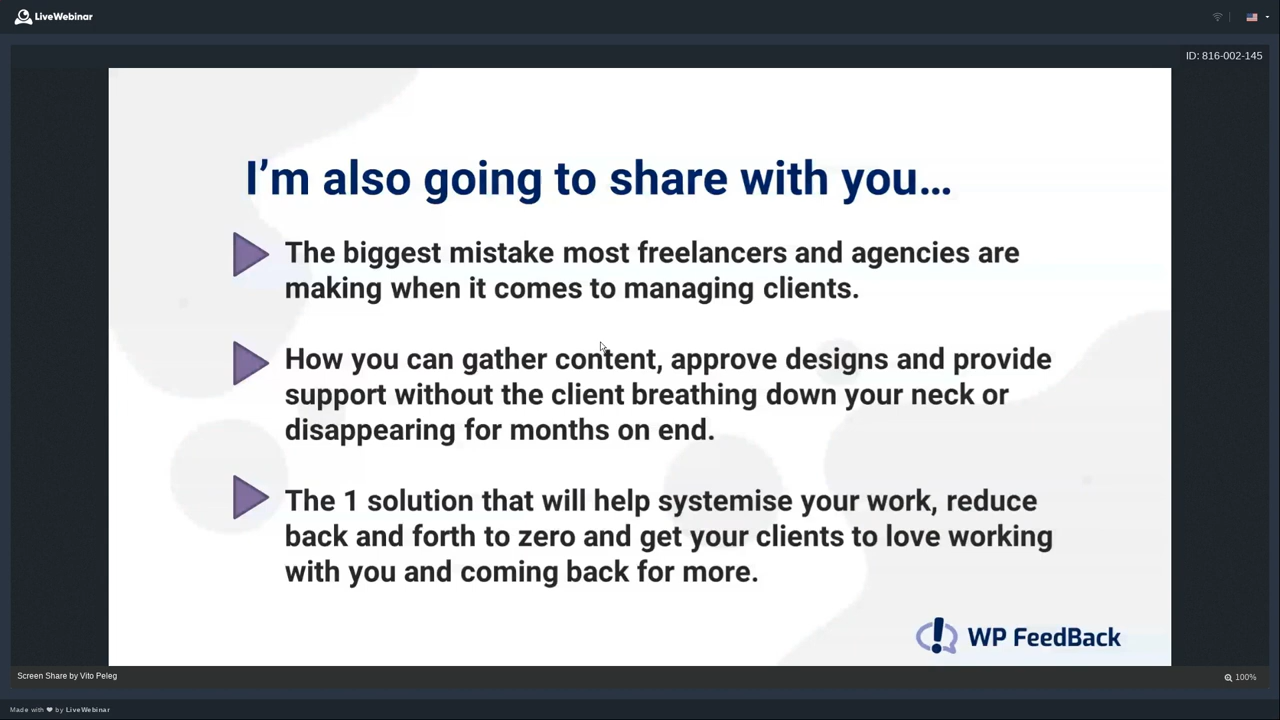 LiveWebinar
ID: 816-002-145
I’m also going to share with you...
The biggest mistake most freelancers and agencies are
making when it comes to managing clients.
How you can gather content, approve designs and provide
support without the client breathing down your neck or
disappearing for months on end.
The 1 solution that will help systemise your work, reduce
back and forth to zero and get your clients to love working
with you and coming back for more.
WP FeedBack
Screen Share by Vito Peleg
100%
Made with ❤ by LiveWebinar